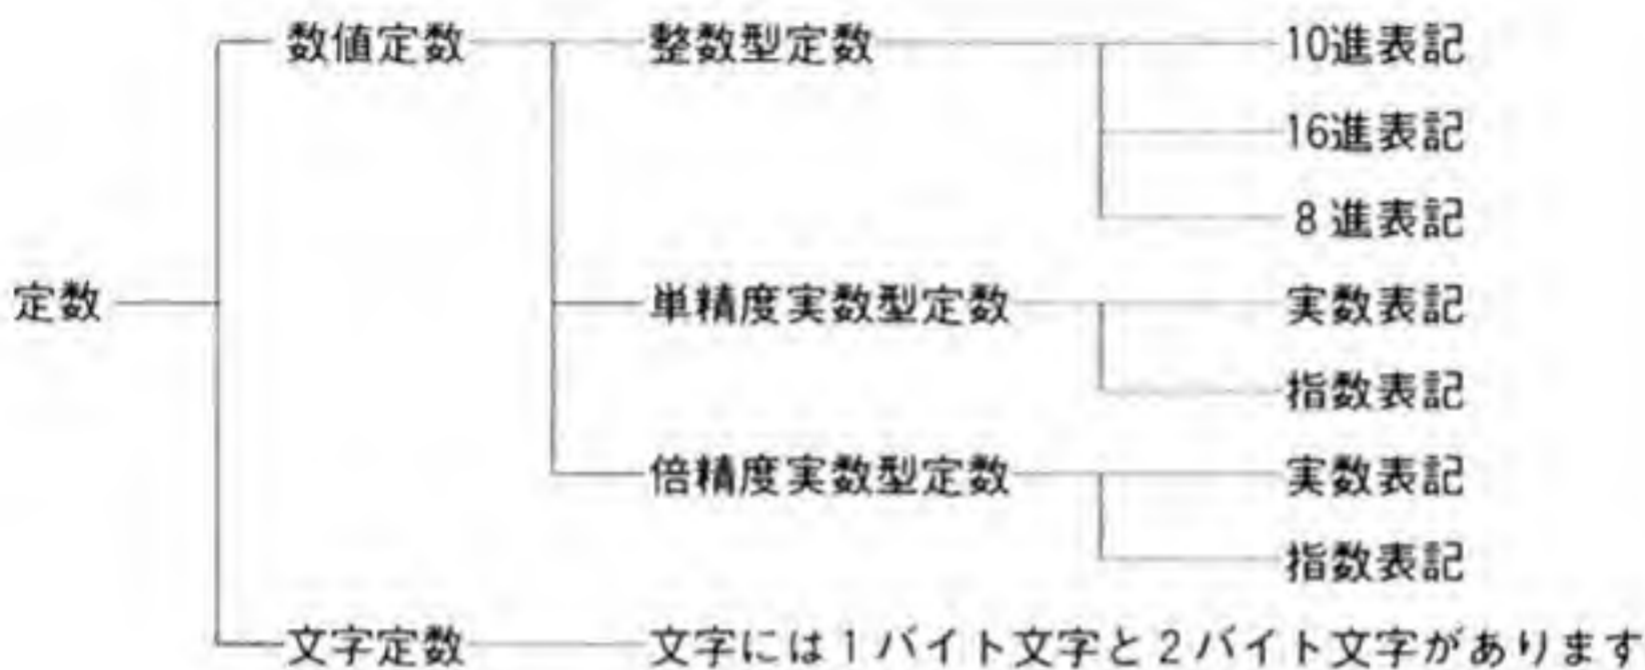 数値定数 整数型定数 10進表記
16進表記
8進表記
定数 単精度実数型定数 実数表記
指数表記
倍精度実数型定数 実数表記
指数表記
文字定数 文字には1バイト文字と2バイト文字があります